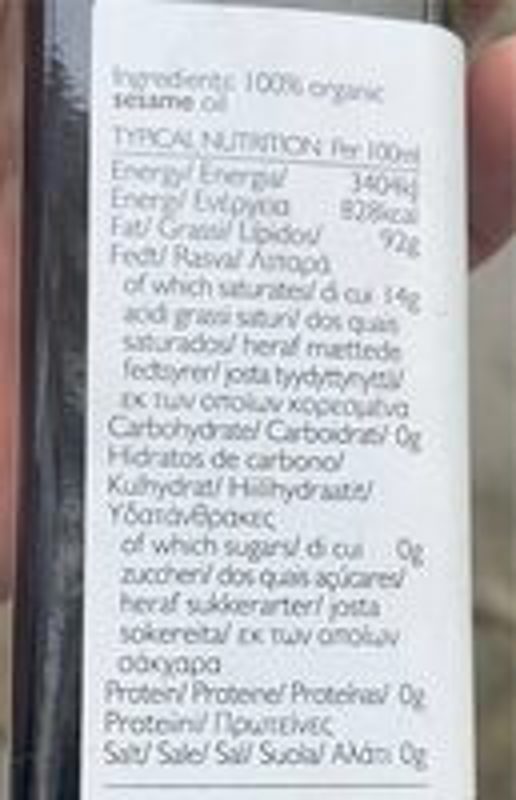 Ingredients: 100% organic
sesame oil
TYPICAL NUTRITION Per 100ml
Energy/ Energia/ 3404kJ
Energi/ Ενέργεια 828kcal
Fat/ Grassi/ Lípidos/ 92g
Fedt/ Rasva/ Λιπαρά
of which saturates/ di cui 14g
acidi grassi saturi/ dos quais
saturados/ heraf mættede
fedtsyrer/ josta tyydyttynyttä/
εκ των οποίων κορεσμένα
Carbohydrate/ Carboidrati/ 0g
Hidratos de carbono/
Kulhydrat/ Hiilihydraatit/
Υδατάνθρακες
of which sugars/ di cui 0g
zuccheri/ dos quais açúcares/
heraf sukkerarter/ josta
sokereita/ εκ των οποίων
σάκχαρα
Protein/ Proteine/ Proteínas/ 0g
Proteiini/ Πρωτεΐνες
Salt/ Sale/ Sal/ Suola/ Αλάτι 0g